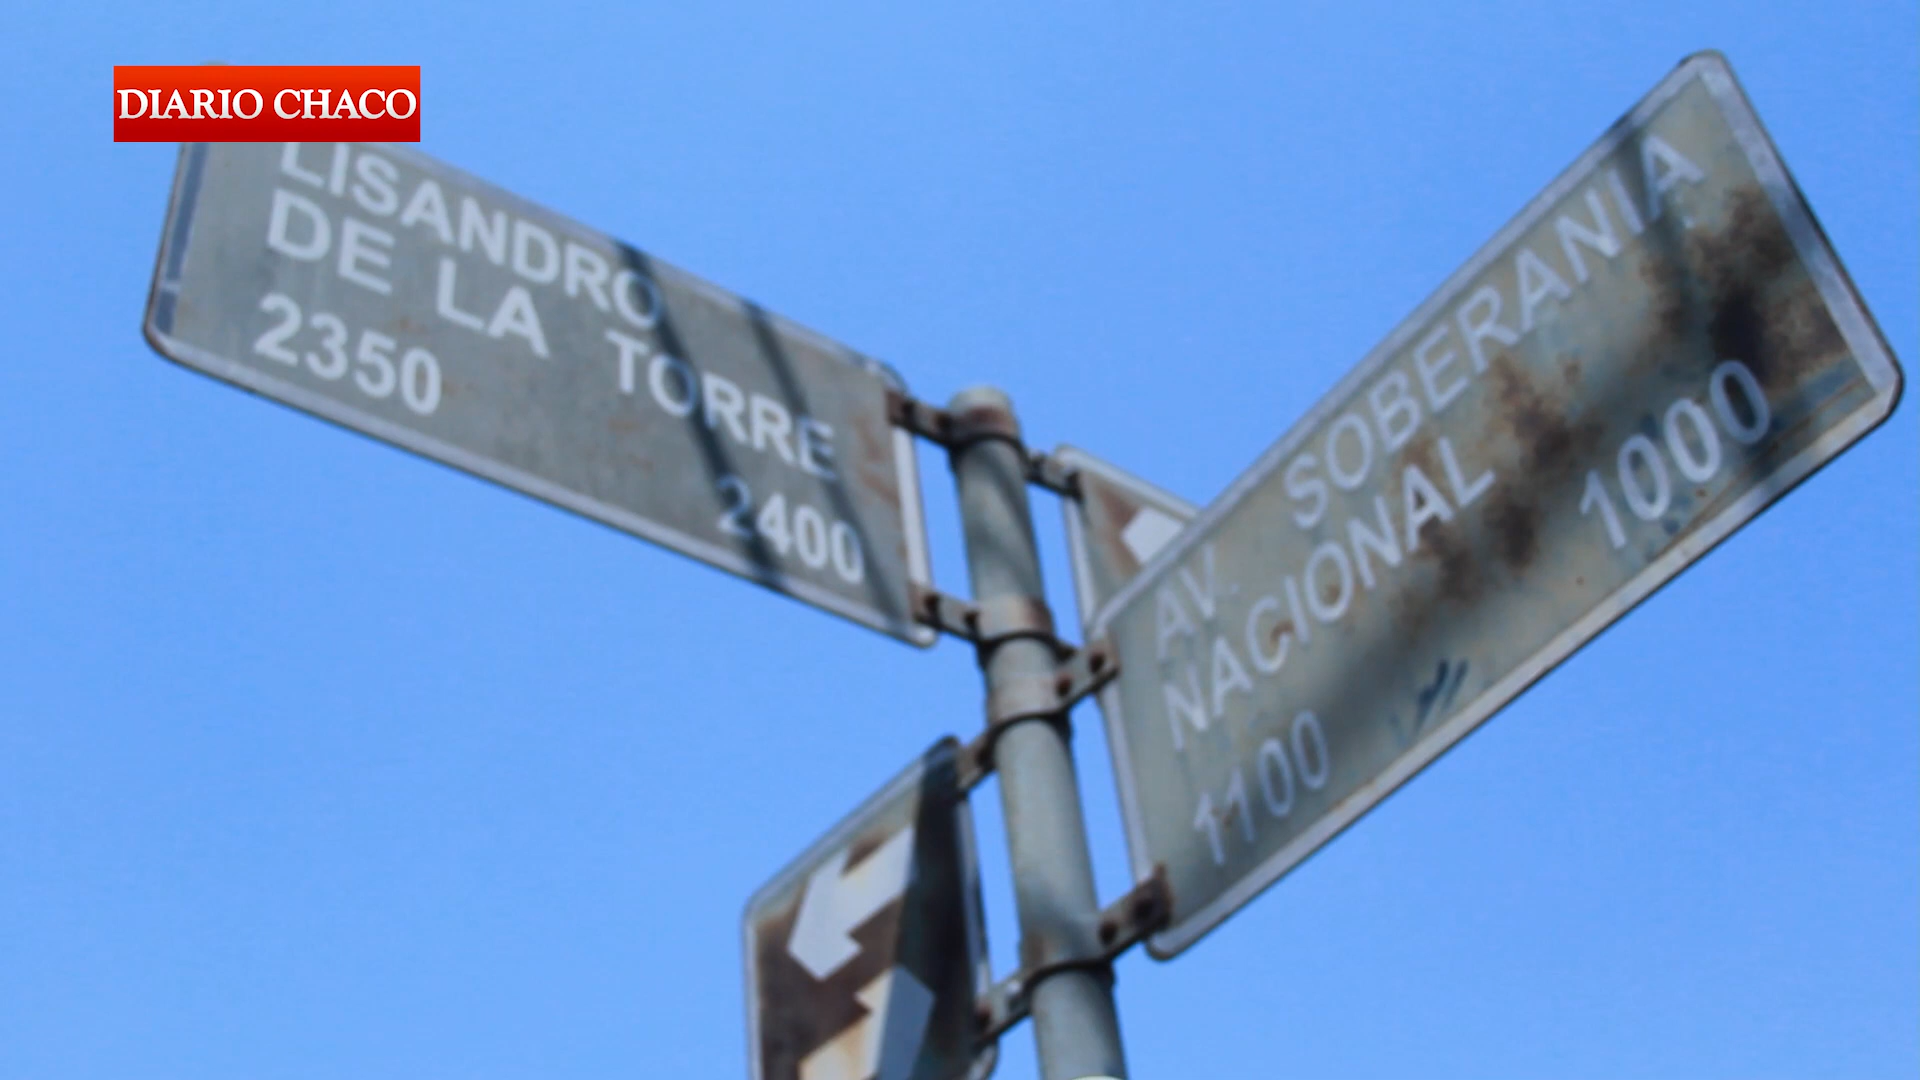 DIARIO CHACO
LISANDRO
DE LA TORRE
2350
2400
AV. SOBERANIA
NACIONAL
1100
1000